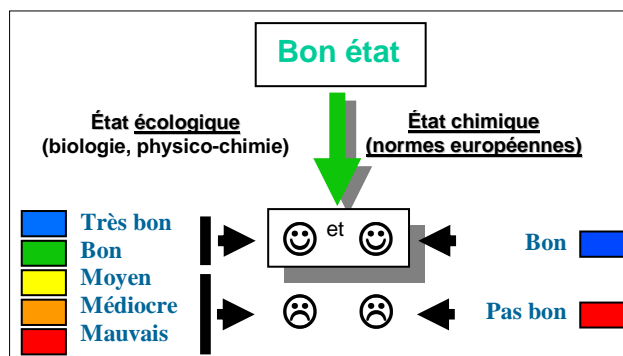 Bon état
État écologique
(biologie, physico-chimie)
État chimique
(normes européennes)
Très bon
Bon
Moyen
Médiocre
Mauvais
et
Bon
Pas bon